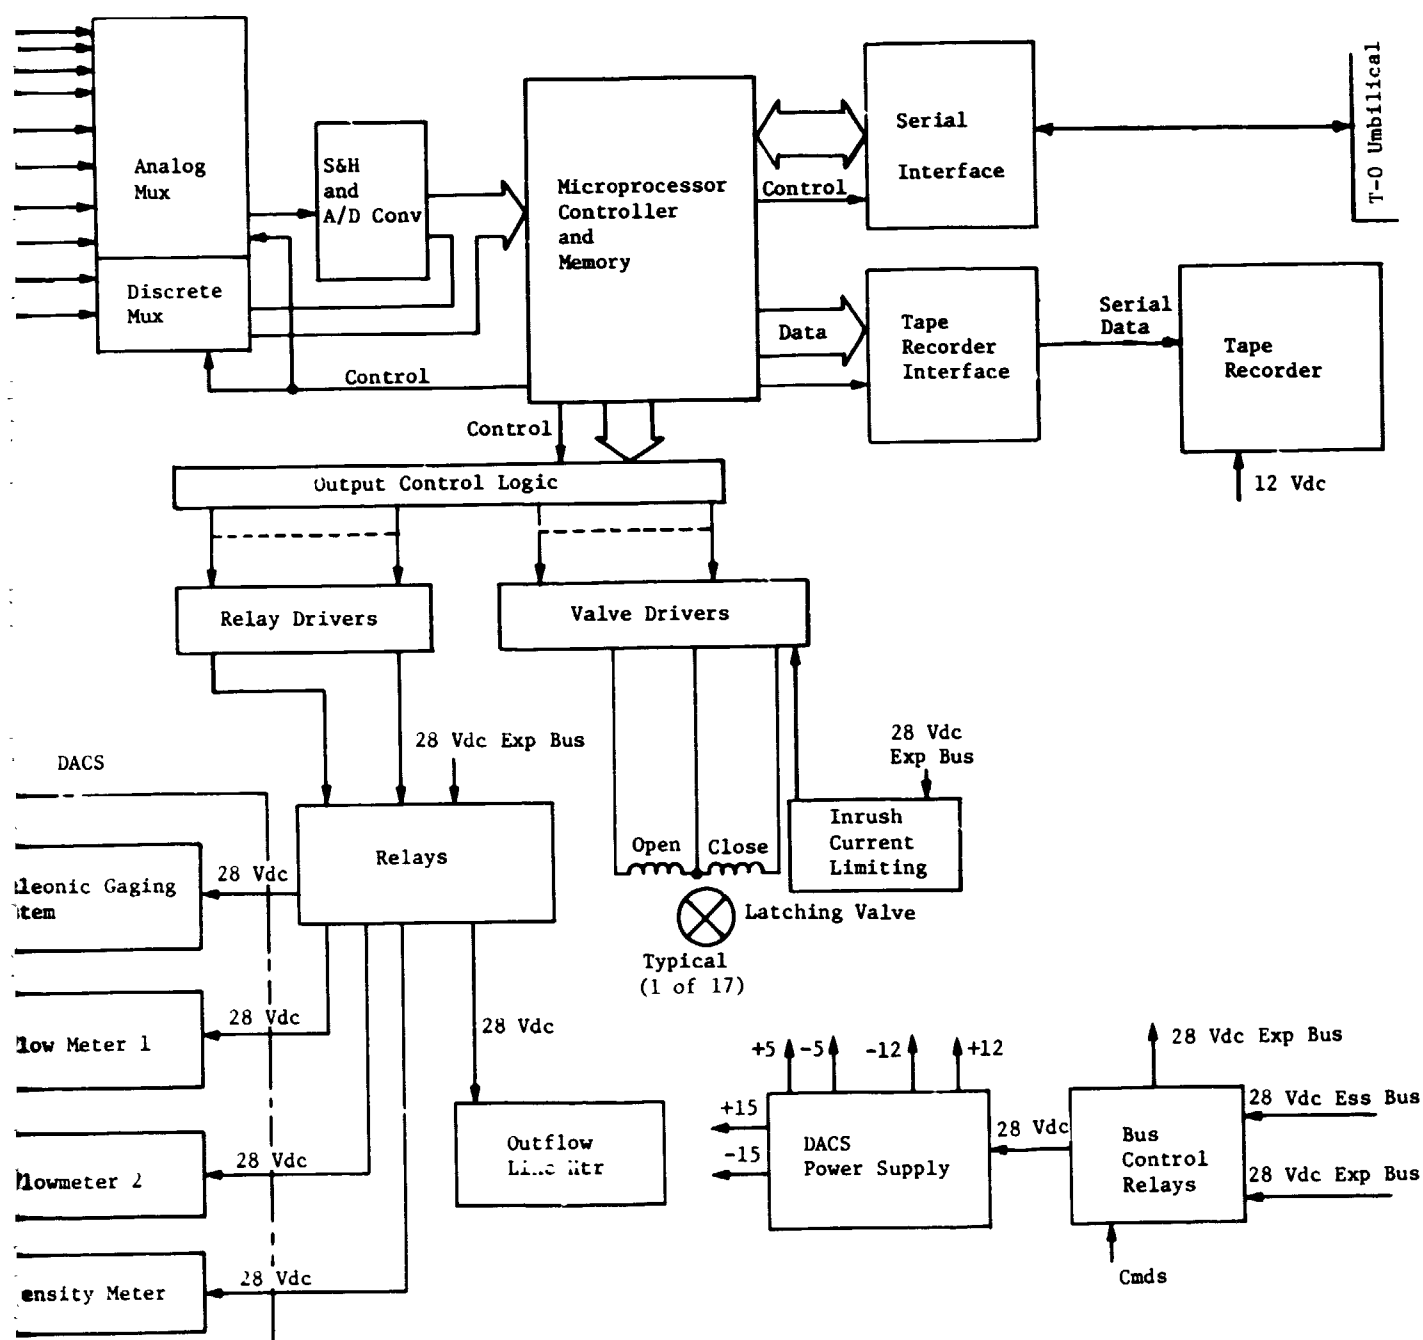 Analog
Mux
Discrete
Mux
S&H
and
A/D Conv
Microprocessor
Controller
and
Memory
Control
Serial
Interface
T-O Umbilical
Data
Tape
Recorder
Interface
Serial
Data
Tape
Recorder
12 Vdc
Control
Control
Output Control Logic
Relay Drivers
Valve Drivers
28 Vdc Exp Bus
28 Vdc
Exp Bus
DACS
Relays
Inrush
Current
Limiting
Open
Close
Latching Valve
Typical
(1 of 17)
28 Vdc
leonic Gaging
stem
28 Vdc
low Meter 1
28 Vdc
lowmeter 2
28 Vdc
ensity Meter
28 Vdc
Outflow
Line
+5
-5
-12
+12
+15
-15
DACS
Power Supply
28 Vdc
28 Vdc Exp Bus
28 Vdc Ess Bus
28 Vdc Exp Bus
Bus
Control
Relays
Cmds